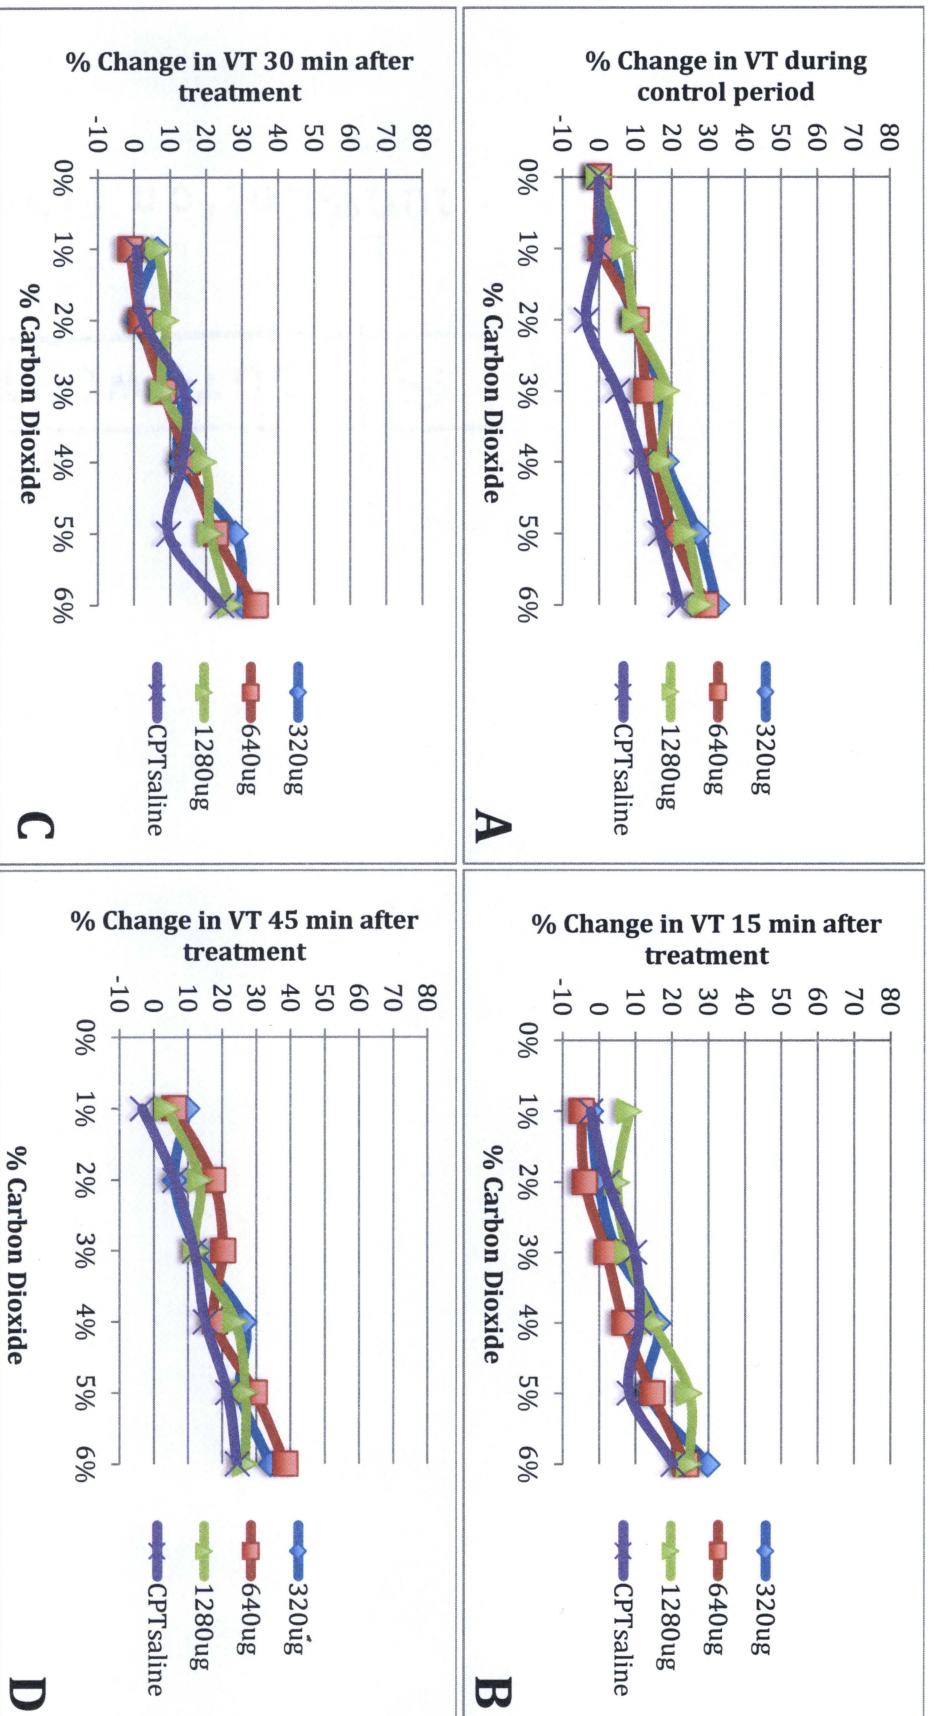 % Change in VT during
control period
80
70
60
50
40
30
20
10
0
-10
0%
1%
2%
3%
4%
5%
6%
% Carbon Dioxide
320ug
640ug
1280ug
CPTsaline
A
% Change in VT 15 min after
treatment
80
70
60
50
40
30
20
10
0
-10
0%
1%
2%
3%
4%
5%
6%
% Carbon Dioxide
320ug
640ug
1280ug
CPTsaline
B
% Change in VT 30 min after
treatment
80
70
60
50
40
30
20
10
0
-10
0%
1%
2%
3%
4%
5%
6%
% Carbon Dioxide
320ug
640ug
1280ug
CPTsaline
C
% Change in VT 45 min after
treatment
80
70
60
50
40
30
20
10
0
-10
0%
1%
2%
3%
4%
5%
6%
% Carbon Dioxide
320ug
640ug
1280ug
CPTsaline
D